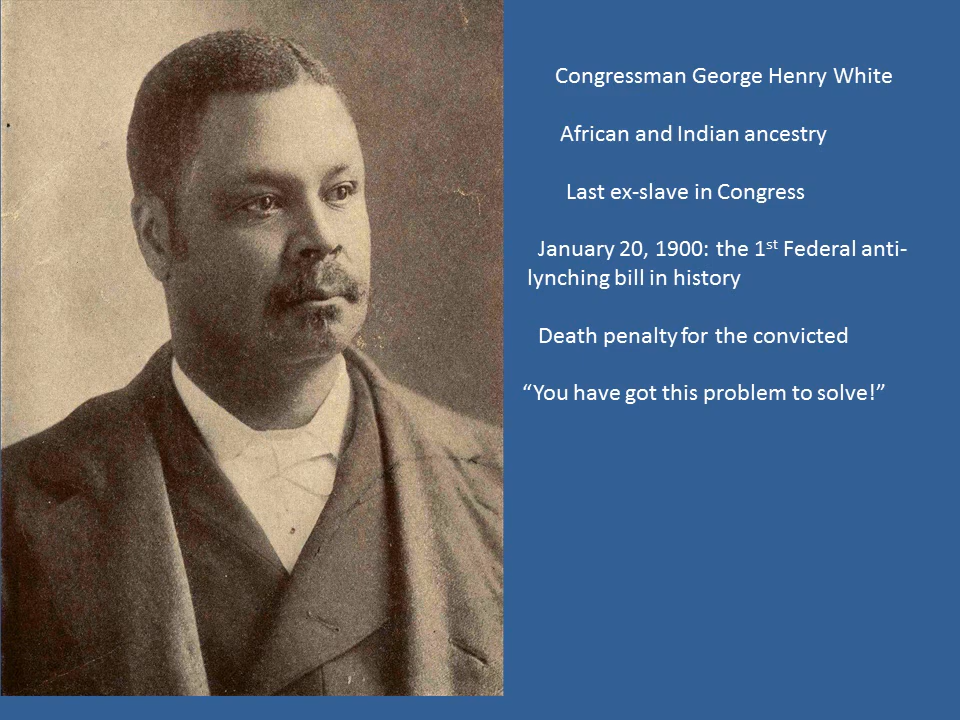 Congressman George Henry White
African and Indian ancestry
Last ex-slave in Congress
January 20, 1900: the 1st Federal anti-
lynching bill in history
Death penalty for the convicted
“You have got this problem to solve!”